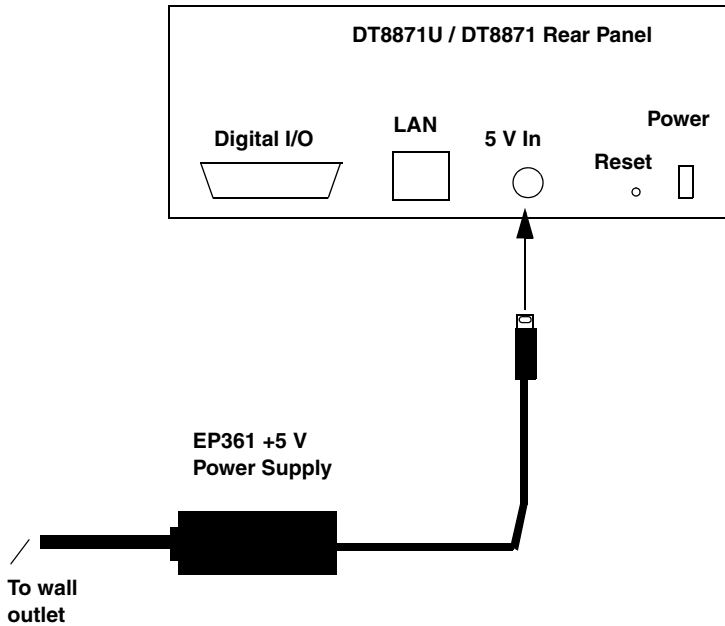 DT8871U / DT8871 Rear Panel
Digital I/O
LAN
5 V In
Reset
Power
EP361 +5 V
Power Supply
To wall
outlet